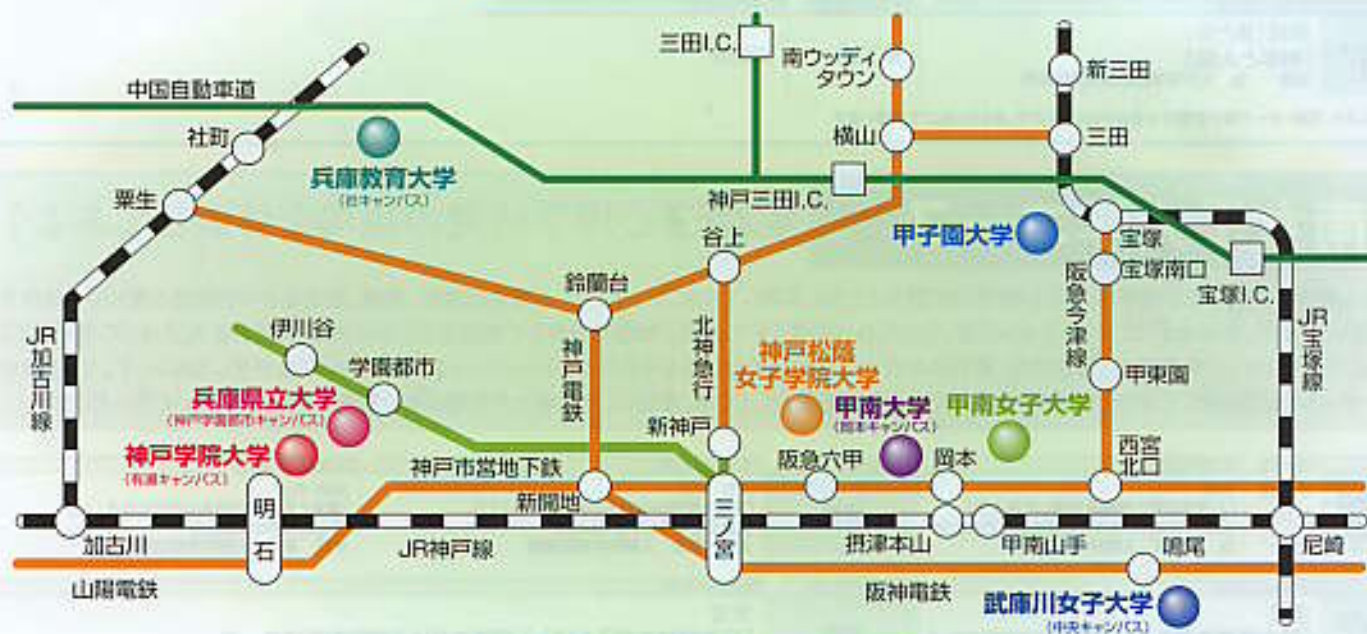 三田I.C.
南ウッディ
タウン
新三田
中国自動車道
社町
横山
三田
兵庫教育大学
粟生
神戸三田I.C.
甲子園大学
宝塚
谷上
宝塚南口
宝塚I.C.
鈴蘭台
阪急今津線
JR宝塚線
JR加古川線
伊川谷
学園都市
神戸電鉄
北神急行
神戸松蔭
女子学院大学
甲東園
兵庫県立大学
(神戸学園都市キャンパス)
甲南大学
(岡本キャンパス)
甲南女子大学
神戸学院大学
(有瀬キャンパス)
新神戸
神戸市営地下鉄
阪急六甲
岡本
西宮
北口
新開地
明石
三ノ宮
加古川
JR神戸線
摂津本山
甲南山手
鳴尾
尼崎
山陽電鉄
阪神電鉄
武庫川女子大学
(中央キャンパス)